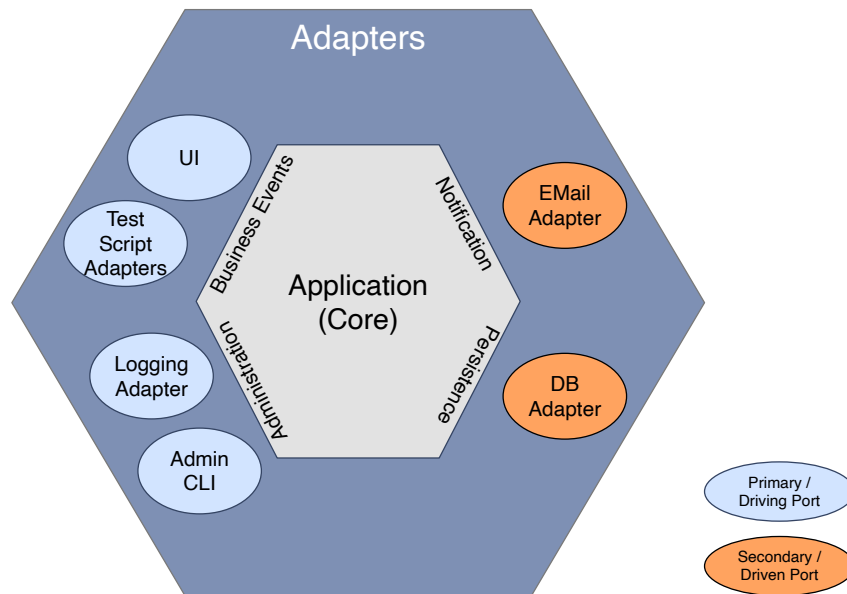 Adapters
UI
Test
Script
Adapters
Logging
Adapter
Admin
CLI
Business Events
Administration
Application
(Core)
Notification
Persistence
EMail
Adapter
DB
Adapter
Primary /
Driving Port
Secondary /
Driven Port